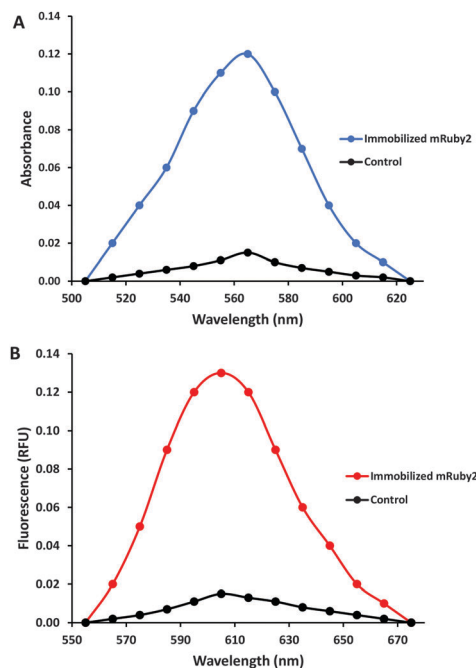 A
0.14
0.12
0.10
0.08
0.06
0.04
0.02
0.00
Absorbance
500 520 540 560 580 600 620
Wavelength (nm)
Immobilized mRuby2
Control
B
0.14
0.12
0.10
0.08
0.06
0.04
0.02
0.00
Fluorescence (RFU)
550 570 590 610 630 650 670
Wavelength (nm)
Immobilized mRuby2
Control